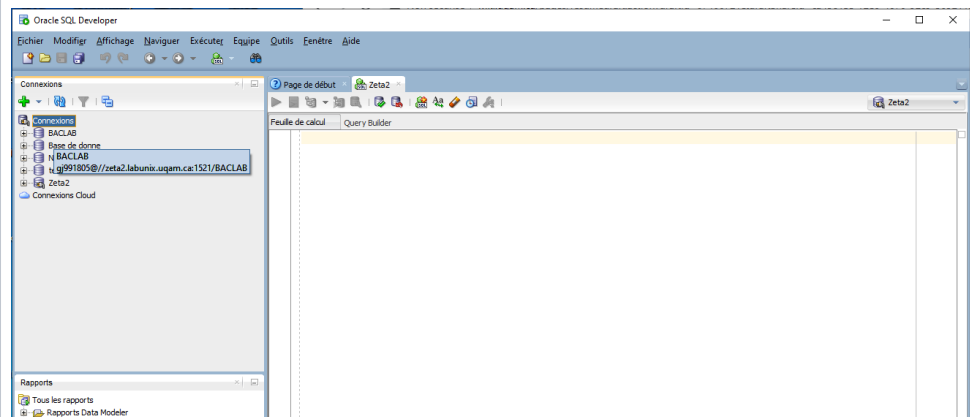 Oracle SQL Developer
Fichier Modifier Affichage Naviguer Exécuter Equipe Outils Fenêtre Aide
Connexions
Page de début
Zeta2
Zeta2
Feuille de calcul Query Builder
Connexions
BACLAB
Base de donne
N
BACLAB
gj991805@//zeta2.labunix.uqam.ca:1521/BACLAB
Zeta2
Connexions Cloud
Rapports
Tous les rapports
Rapports Data Modeler